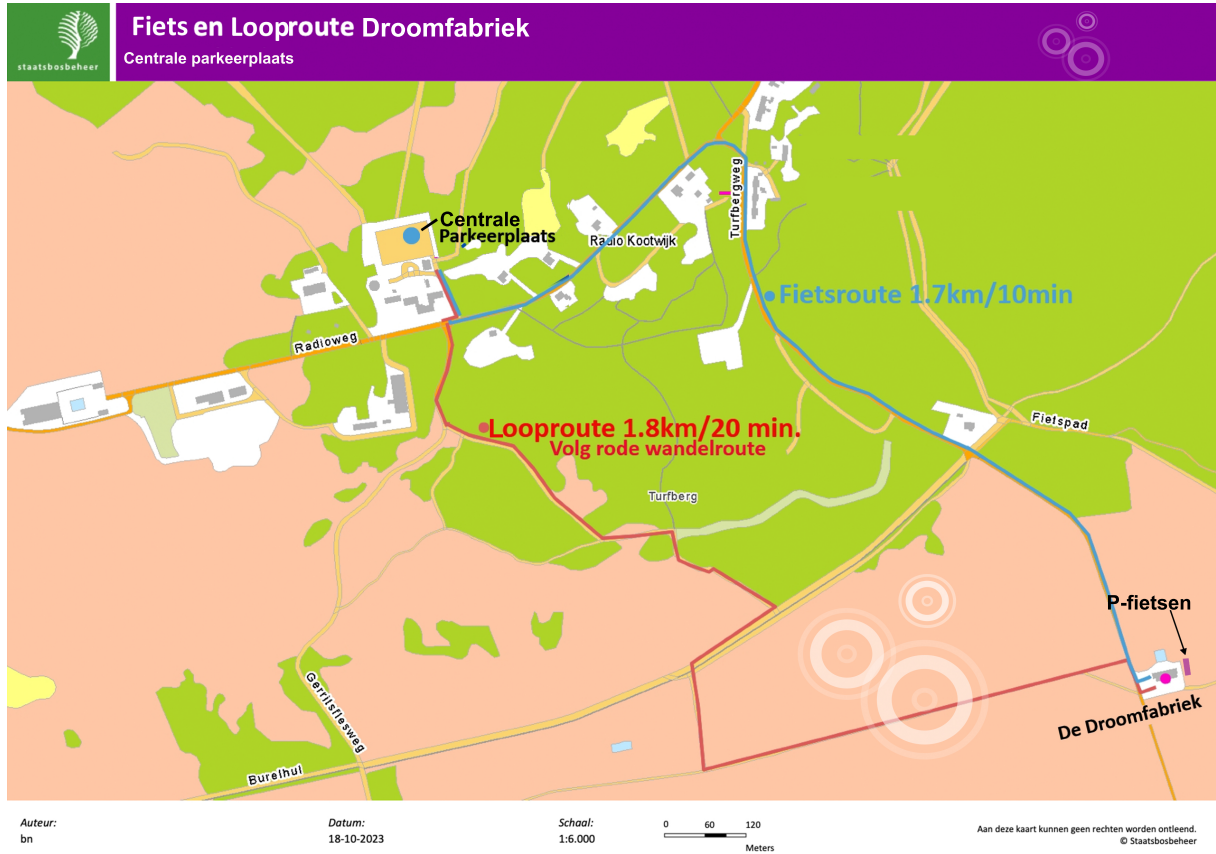 staatsbosbeheer
Fiets en Looproute Droomfabriek
Centrale parkeerplaats
Centrale
Parkeerplaats
Radio Kootwijk
Turfbergweg
Fietsroute 1.7km/10min
Radioweg
Looproute 1.8km/20 min.
Volg rode wandelroute
Fietspad
Turfberg
P-fietsen
De Droomfabriek
Gerritsflesweg
Burelhul
Auteur:
bn
Datum:
18-10-2023
Schaal:
1:6.000
0 60 120
Meters
Aan deze kaart kunnen geen rechten worden ontleend.
© Staatsbosbeheer